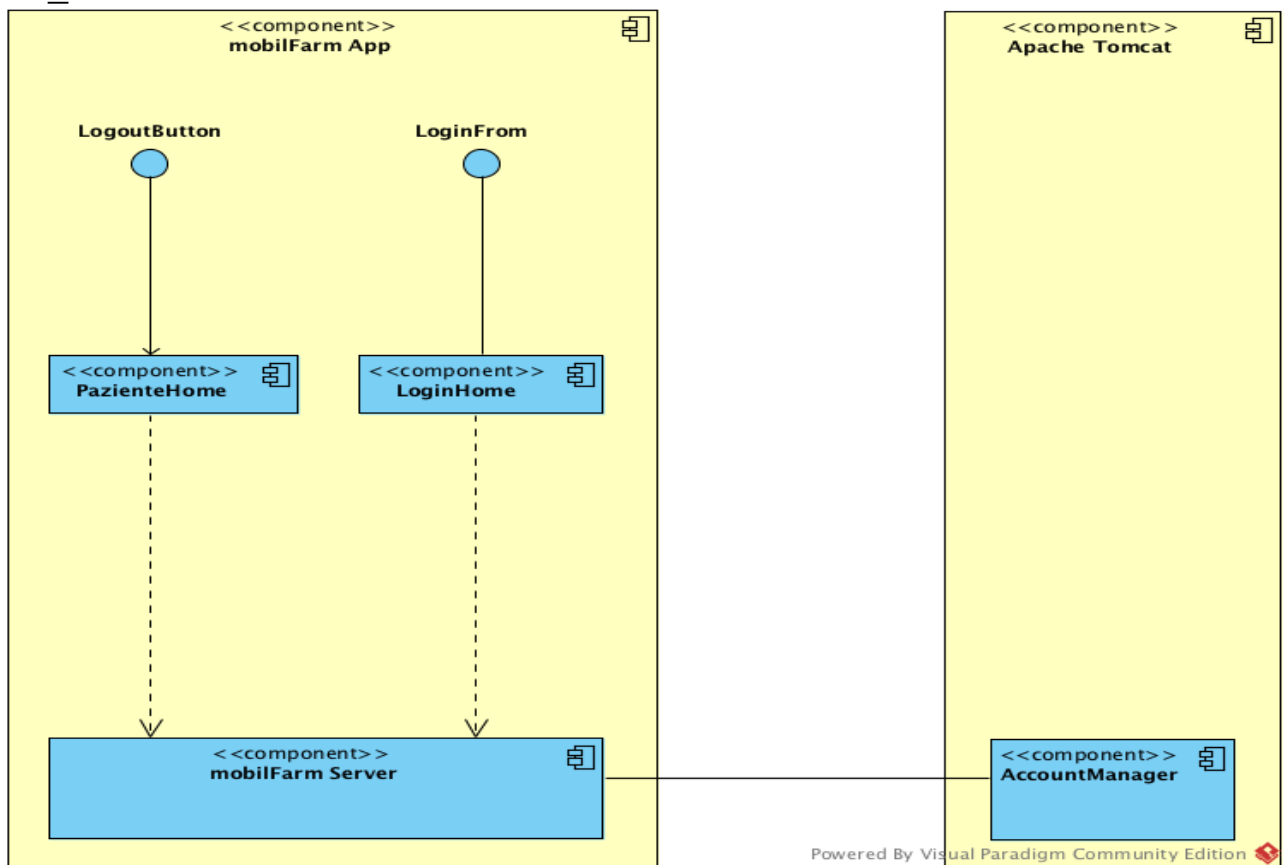 <<component>>
mobilFarm App
<<component>>
Apache Tomcat
LogoutButton
LoginFrom
<<component>>
PazienteHome
<<component>>
LoginHome
<<component>>
mobilFarm Server
<<component>>
AccountManager
Powered By Visual Paradigm Community Edition